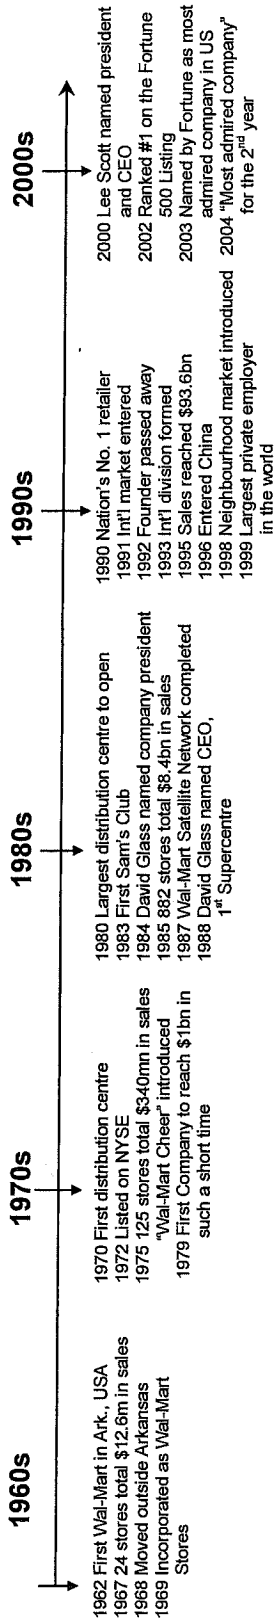 1960s
1962 First Wal-Mart in Ark., USA
1967 24 stores total $12.6m in sales
1968 Moved outside Arkansas
1969 Incorporated as Wal-Mart
Stores
1970s
1970 First distribution centre
1972 Listed on NYSE
1975 125 stores total $340mn in sales
"Wal-Mart Cheer" introduced
1979 First Company to reach $1bn in
such a short time
1980s
1980 Largest distribution centre to open
1983 First Sam's Club
1984 David Glass named company president
1985 882 stores total $8.4bn in sales
1987 Wal-Mart Satellite Network completed
1988 David Glass named CEO,
1st Supercentre
1990s
1990 Nation's No. 1 retailer
1991 Int'l market entered
1992 Founder passed away
1993 Int'l division formed
1995 Sales reached $93.6bn
1996 Entered China
1998 Neighbourhood market introduced
1999 Largest private employer
in the world
2000s
2000 Lee Scott named president
and CEO
2002 Ranked #1 on the Fortune
500 Listing
2003 Named by Fortune as most
admired company in US
2004 "Most admired company"
for the 2nd year